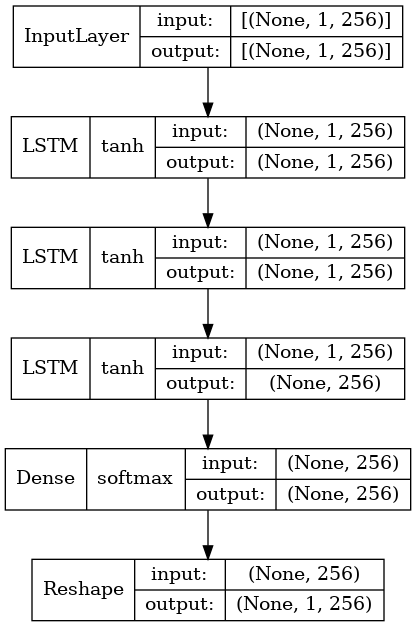 InputLayer input: [(None, 1, 256)]
output: [(None, 1, 256)]
LSTM tanh input: (None, 1, 256)
output: (None, 1, 256)
LSTM tanh input: (None, 1, 256)
output: (None, 1, 256)
LSTM tanh input: (None, 1, 256)
output: (None, 256)
Dense softmax input: (None, 256)
output: (None, 256)
Reshape input: (None, 256)
output: (None, 1, 256)